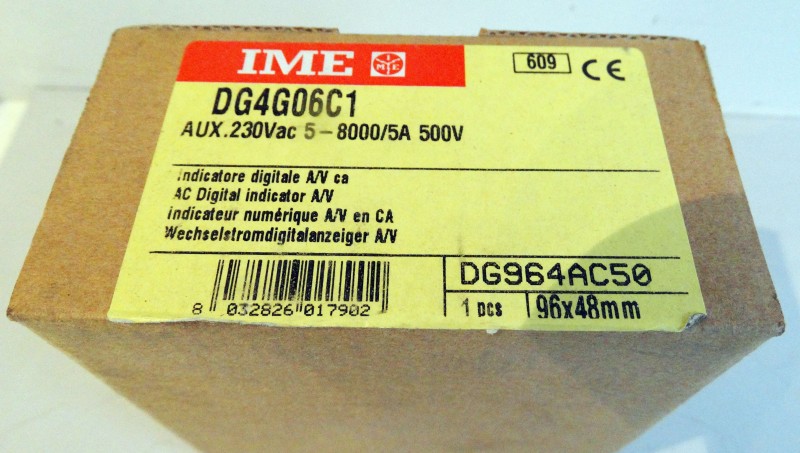 IME IME
609 CE
DG4G06C1
AUX.230Vac 5-8000/5A 500V
Indicatore digitale A/V ca
AC Digital indicator A/V
Indicateur numérique A/V en CA
Wechselstromdigitalanzeiger A/V
DG964AC50
8 032826 017902
1 pcs 96x48mm